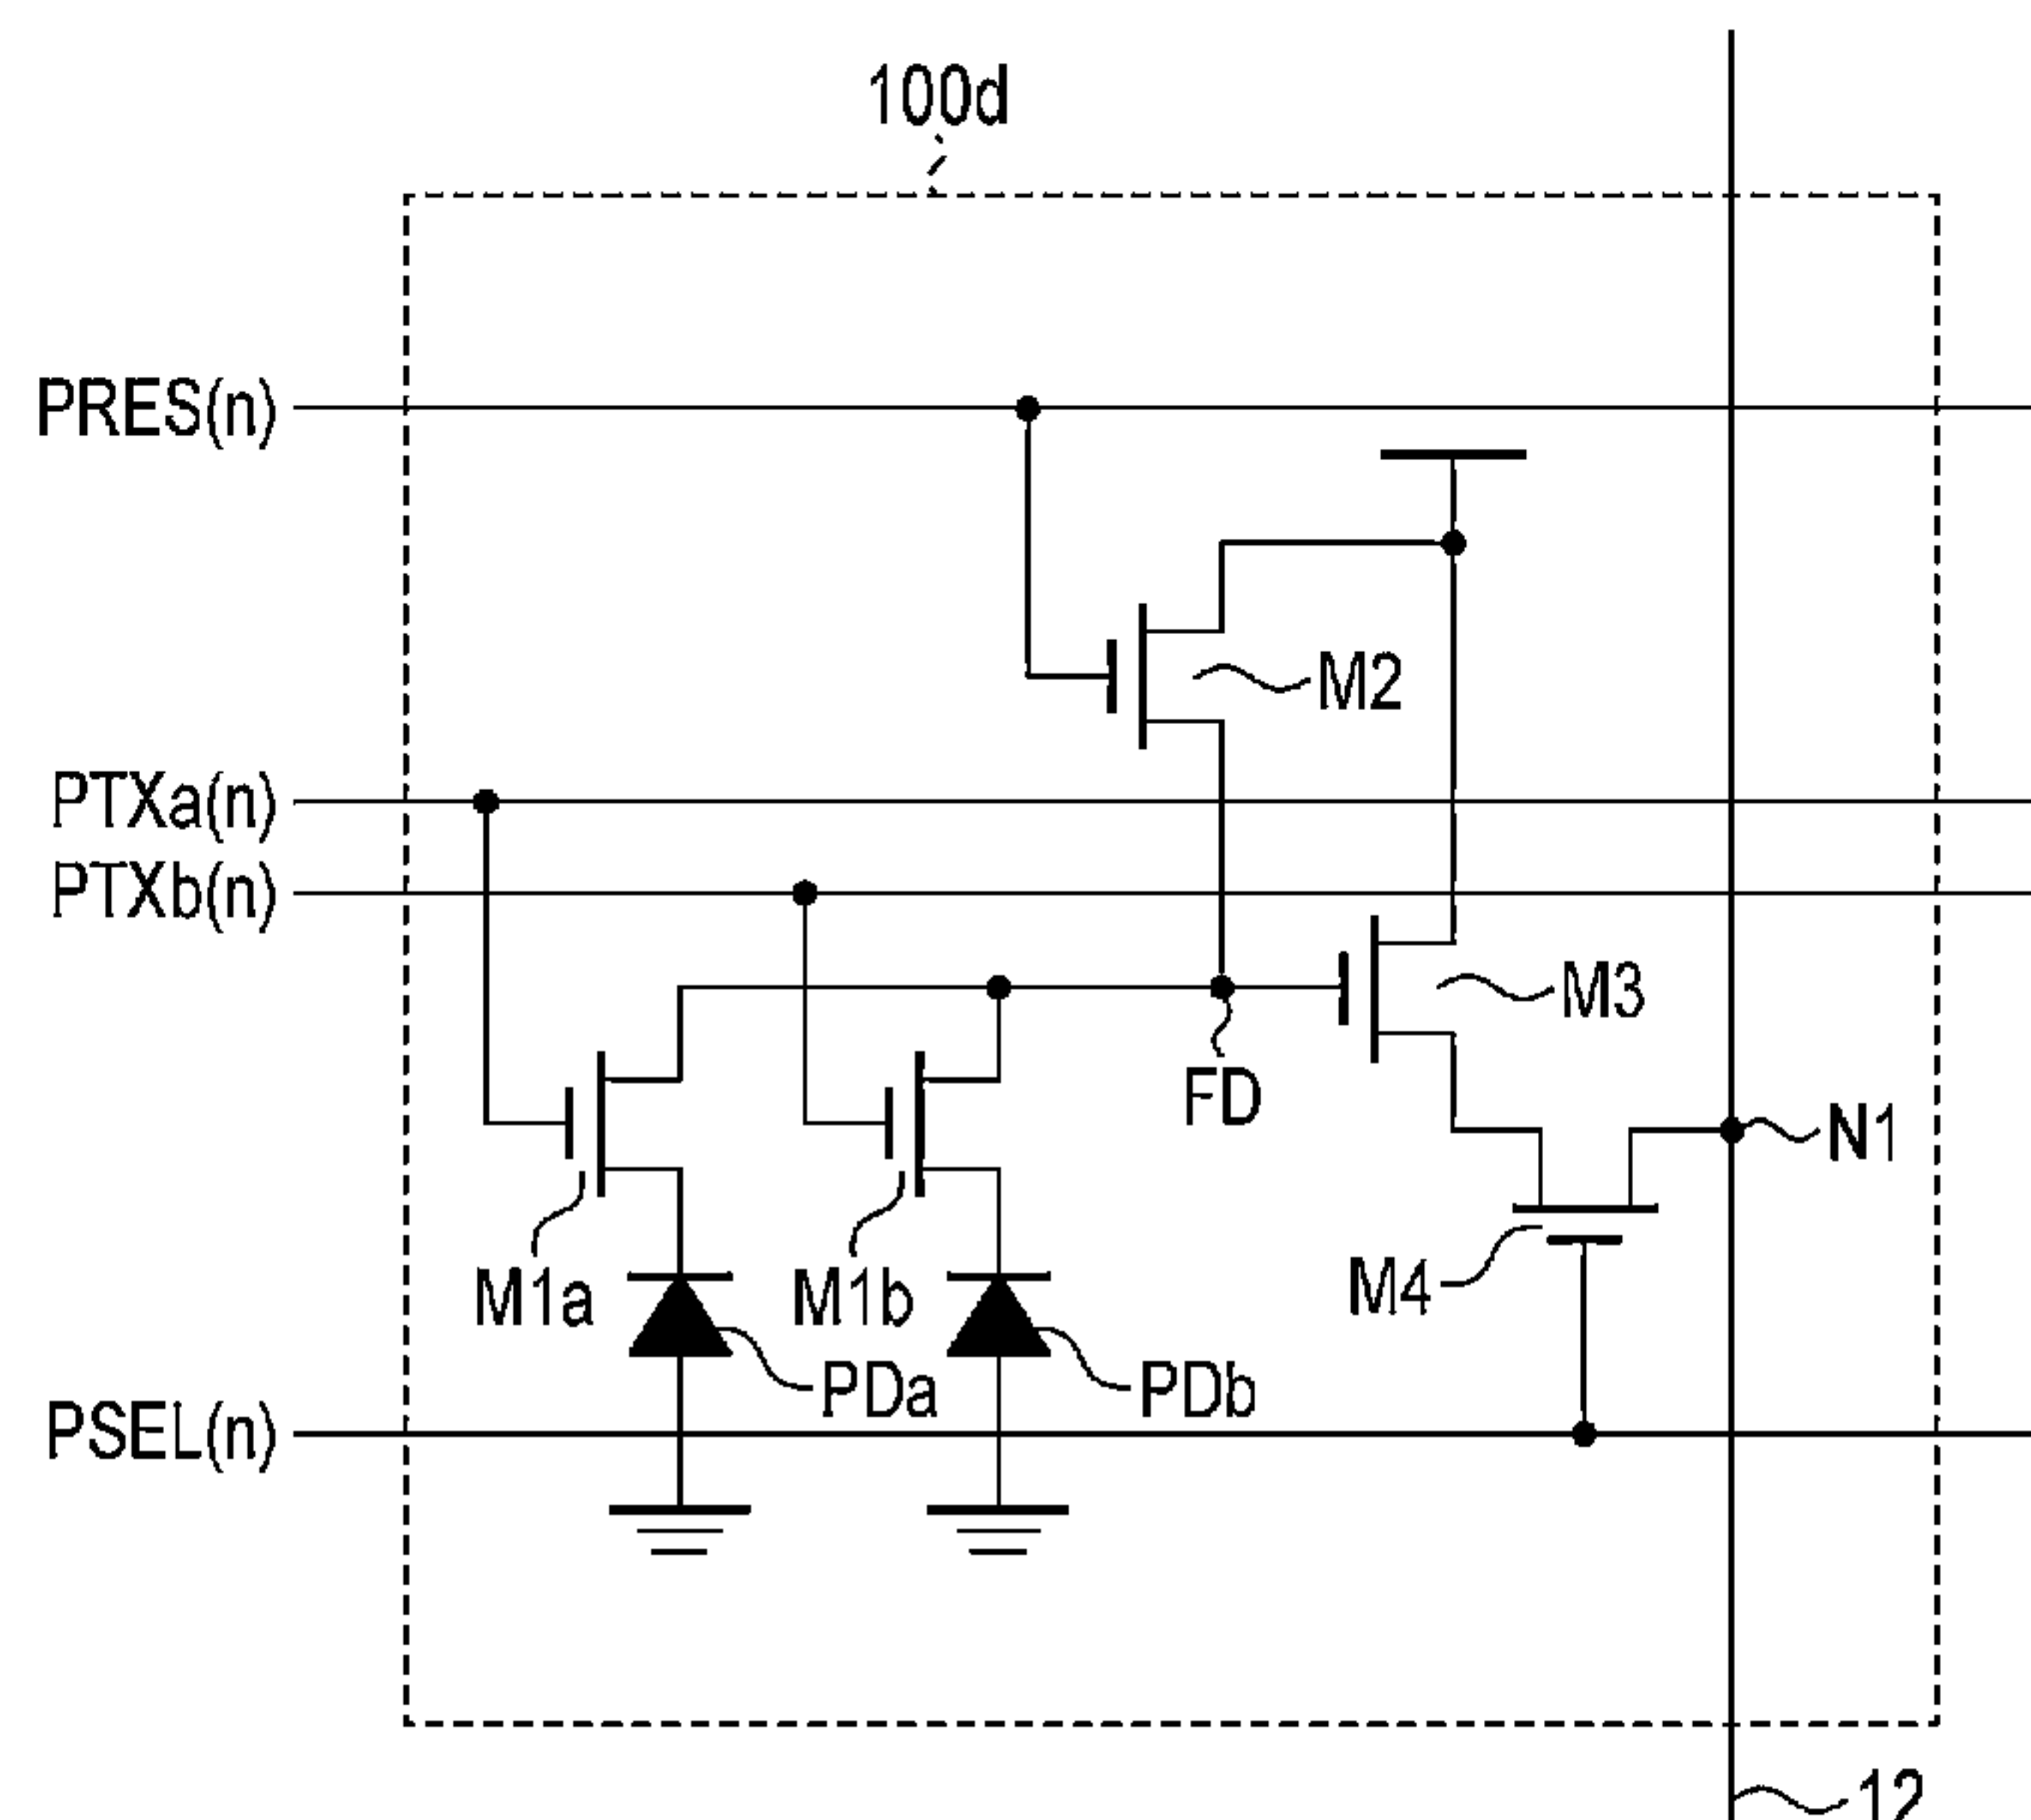 100d
PRES(n)
M2
PTXa(n)
PTXb(n)
M3
FD
N1
M1a
M1b
M4
PDa
PDb
PSEL(n)
12